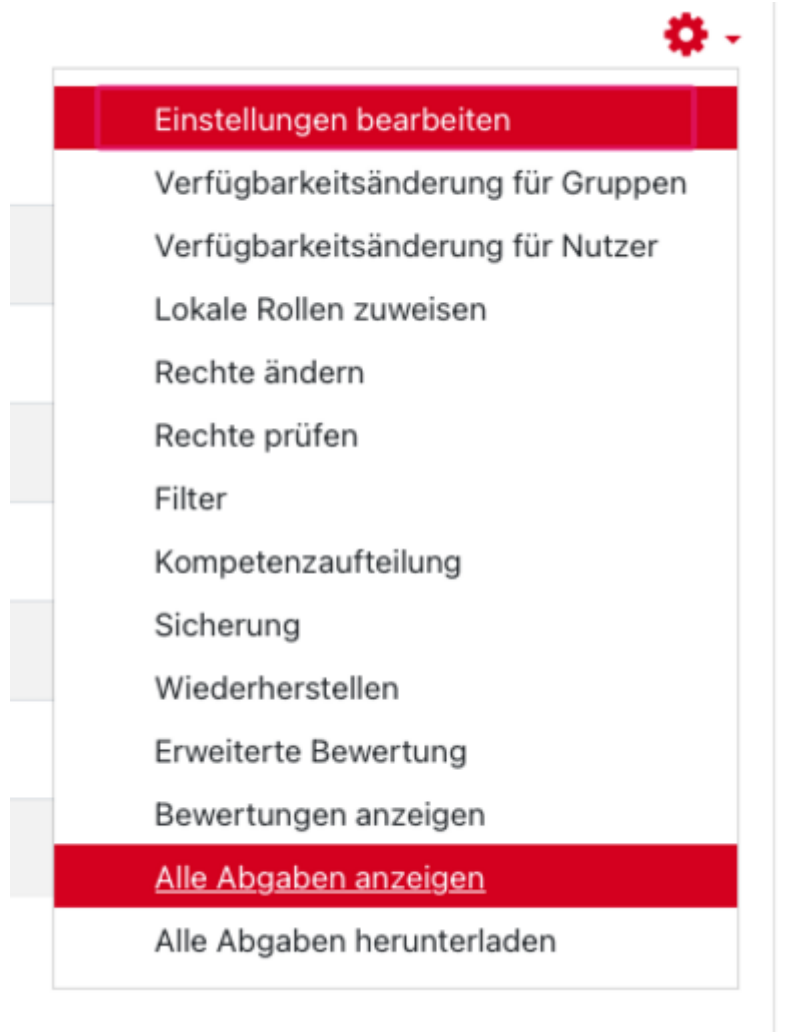 Einstellungen bearbeiten
Verfügbarkeitsänderung für Gruppen
Verfügbarkeitsänderung für Nutzer
Lokale Rollen zuweisen
Rechte ändern
Rechte prüfen
Filter
Kompetenzaufteilung
Sicherung
Wiederherstellen
Erweiterte Bewertung
Bewertungen anzeigen
Alle Abgaben anzeigen
Alle Abgaben herunterladen